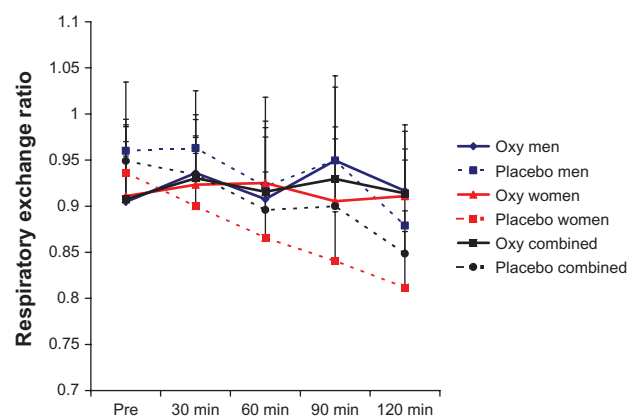 1.1
1.05
1
0.95
0.9
0.85
0.8
0.75
0.7
Respiratory exchange ratio
Pre 30 min 60 min 90 min 120 min
Oxy men
Placebo men
Oxy women
Placebo women
Oxy combined
Placebo combined